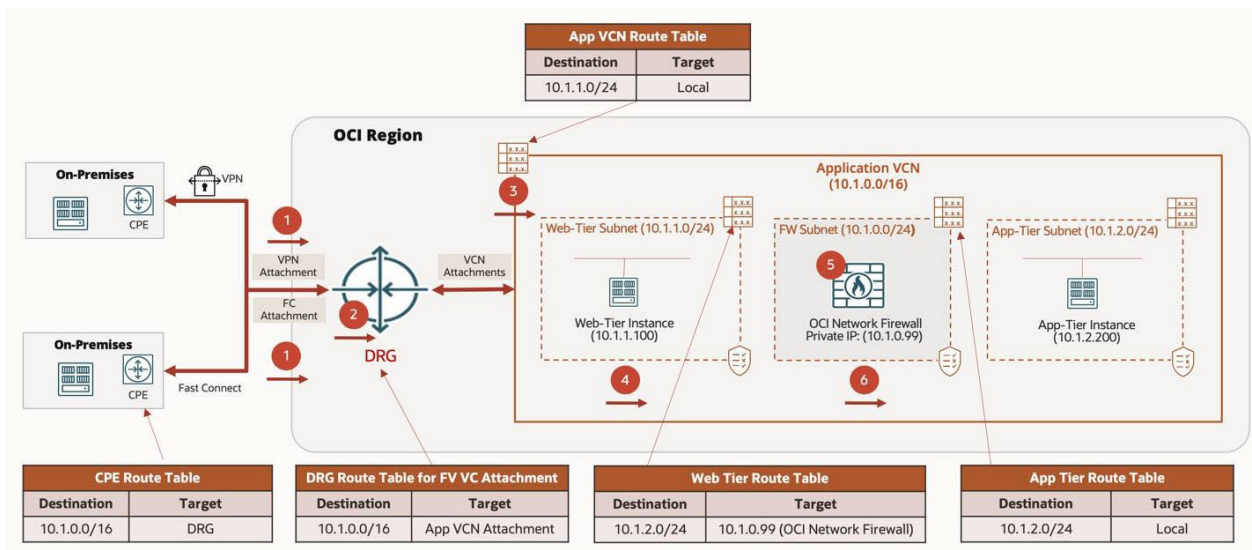 App VCN Route Table
Destination Target
10.1.1.0/24 Local
OCI Region
On-Premises
CPE
VPN
1
VPN
Attachment
FC
Attachment
1
2
DRG
VCN
Attachments
On-Premises
CPE
Fast Connect
x.x.x.
x.x.x.
x.x.x.
3
Application VCN
(10.1.0.0/16)
Web-Tier Subnet (10.1.1.0/24)
x.x.x.
x.x.x.
x.x.x.
Web-Tier Instance
(10.1.1.100)
4
FW Subnet (10.1.0.0/24)
x.x.x.
x.x.x.
x.x.x.
5
OCI Network Firewall
Private IP: (10.1.0.99)
6
App-Tier Subnet (10.1.2.0/24)
x.x.x.
x.x.x.
x.x.x.
App-Tier Instance
(10.1.2.200)
CPE Route Table
Destination Target
10.1.0.0/16 DRG
DRG Route Table for FV VC Attachment
Destination Target
10.1.0.0/16 App VCN Attachment
Web Tier Route Table
Destination Target
10.1.2.0/24 10.1.0.99 (OCI Network Firewall)
App Tier Route Table
Destination Target
10.1.2.0/24 Local